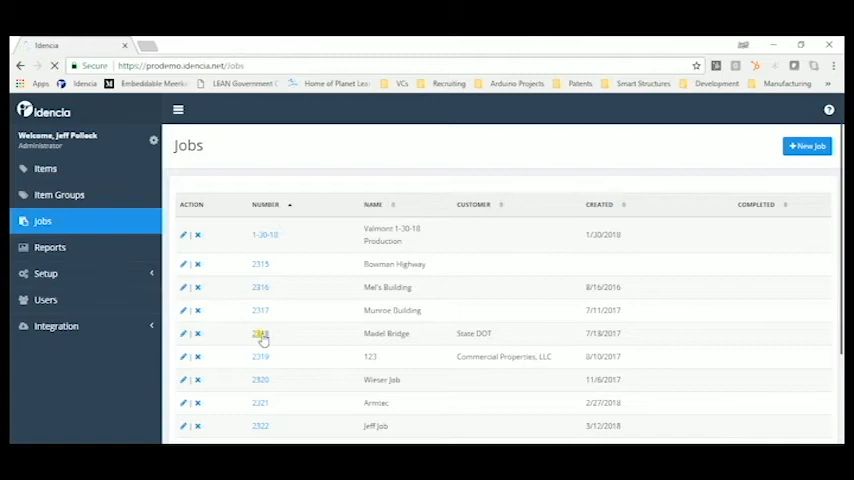 Idencia
Secure | https://prodemo.idencia.net/Jobs
Apps Idencia Embeddable Meerk LEAN Government C Home of Planet Lea VCs Recruiting Arduino Projects Patents Smart Structures Development Manufacturing »
idencia
Welcome, Jeff Pollock
Administrator
Items
Item Groups
Jobs
Reports
Setup
Users
Integration
Jobs
+ New Job
ACTION NUMBER NAME CUSTOMER CREATED COMPLETED
1-30-18 Valmont 1-30-18 Production 1/30/2018
2315 Bowman Highway
2316 Mel's Building 8/16/2016
2317 Munroe Building 7/11/2017
Madel Bridge State DOT 7/13/2017
2319 123 Commercial Properties, LLC 8/10/2017
2320 Wieser Job 11/6/2017
2321 Armtec 2/27/2018
2322 Jeff Job 3/12/2018